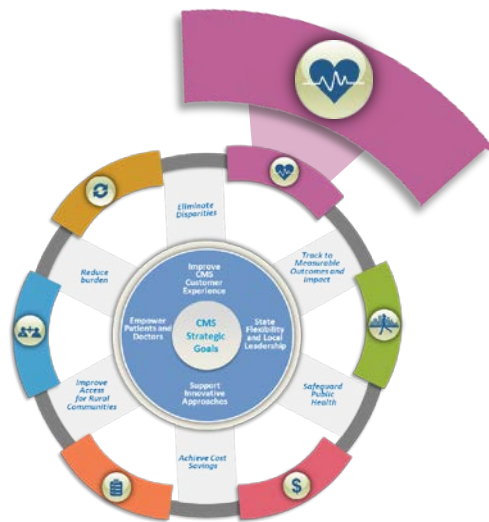 Eliminate
Disparities
Track to
Measurable
Outcomes and
Impact
Safeguard
Public
Health
Achieve Cost
Savings
Improve
Access
for Rural
Communities
Reduce
burden
Improve
CMS
Customer
Experience
State
Flexibility
and Local
Leadership
Support
Innovative
Approaches
Empower
Patients and
Doctors
CMS
Strategic
Goals
$